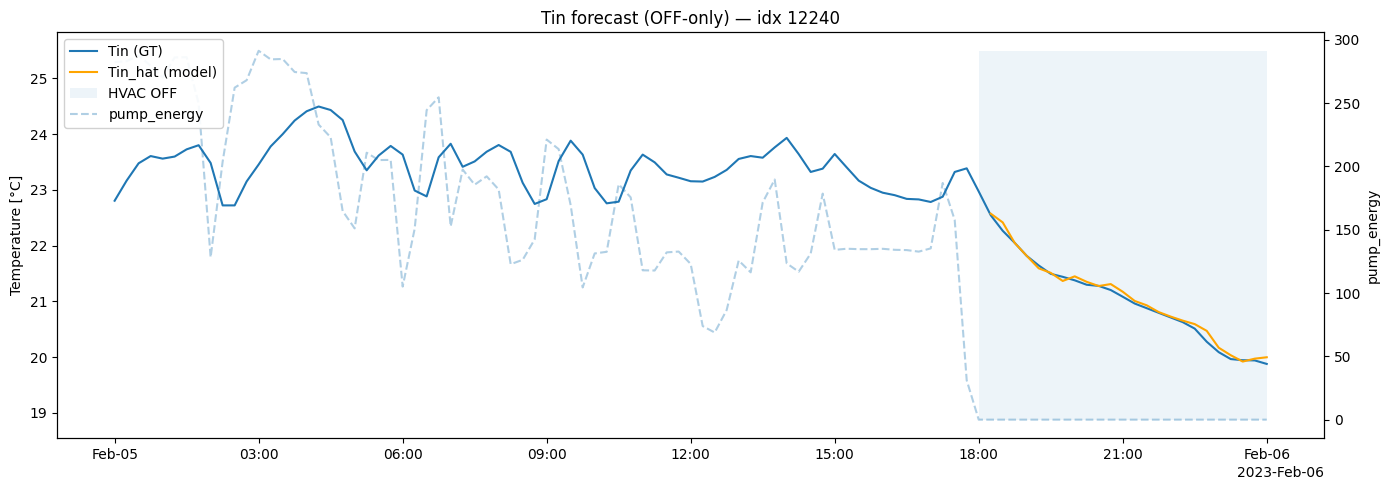 Tin forecast (OFF-only) — idx 12240
Tin (GT)
Tin_hat (model)
HVAC OFF
pump_energy
Temperature [°C]
25
24
23
22
21
20
19
300
250
200
150
100
50
0
pump_energy
Feb-05
03:00
06:00
09:00
12:00
15:00
18:00
21:00
Feb-06
2023-Feb-06